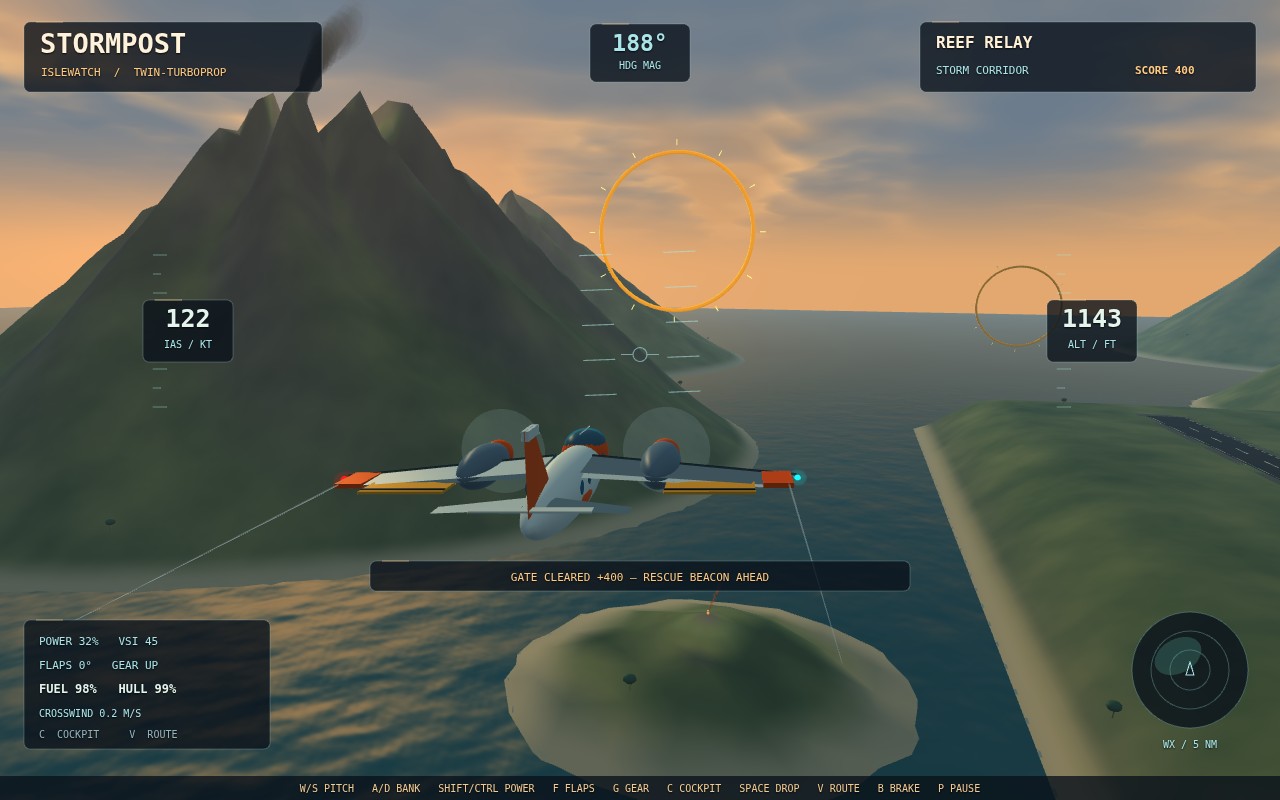 STORMPOST
ISLEWATCH / TWIN-TURBOPROP
188°
HDG MAG
REEF RELAY
STORM CORRIDOR SCORE 400
122
IAS / KT
1143
ALT / FT
GATE CLEARED +400 — RESCUE BEACON AHEAD
POWER 32% VSI 45
FLAPS 0° GEAR UP
FUEL 98% HULL 99%
CROSSWIND 0.2 M/S
C COCKPIT V ROUTE
WX / 5 NM
W/S PITCH A/D BANK SHIFT/CTRL POWER F FLAPS G GEAR C COCKPIT SPACE DROP V ROUTE B BRAKE P PAUSE